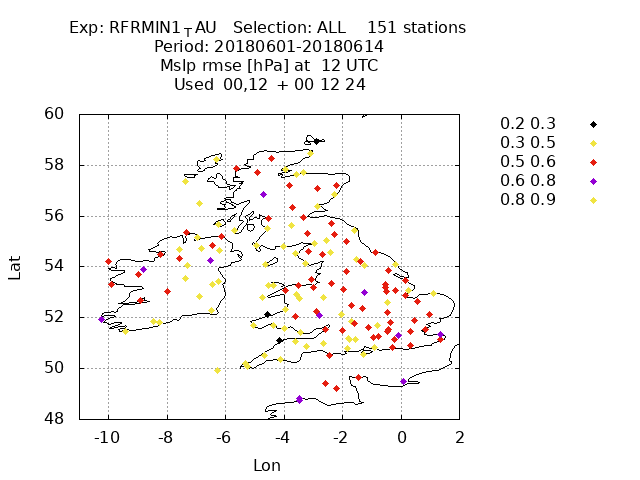 Exp: RFRMIN1_TAU   Selection: ALL    151 stations
Period: 20180601-20180614
Mslp rmse [hPa] at  12 UTC
Used  00,12  + 00 12 24
60
58
56
54
52
50
48
Lat
-10 -8 -6 -4 -2 0 2
Lon
0.2 0.3
0.3 0.5
0.5 0.6
0.6 0.8
0.8 0.9